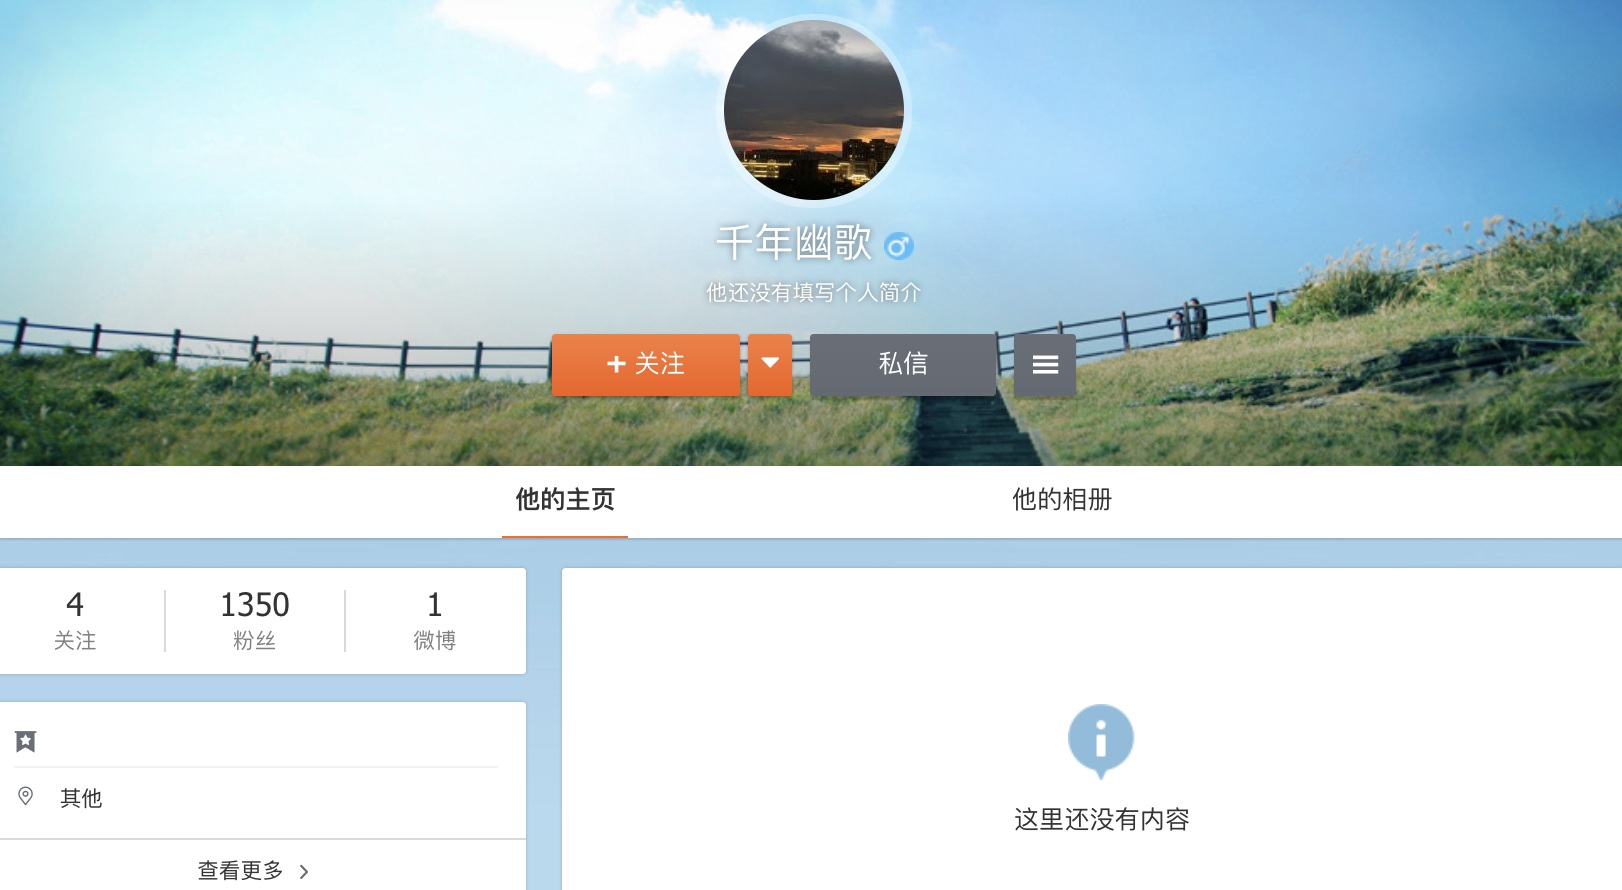 千年幽歌
他还没有填写个人简介
+ 关注
私信
他的主页
他的相册
4
关注
1350
粉丝
1
微博
其他
查看更多
这里还没有内容